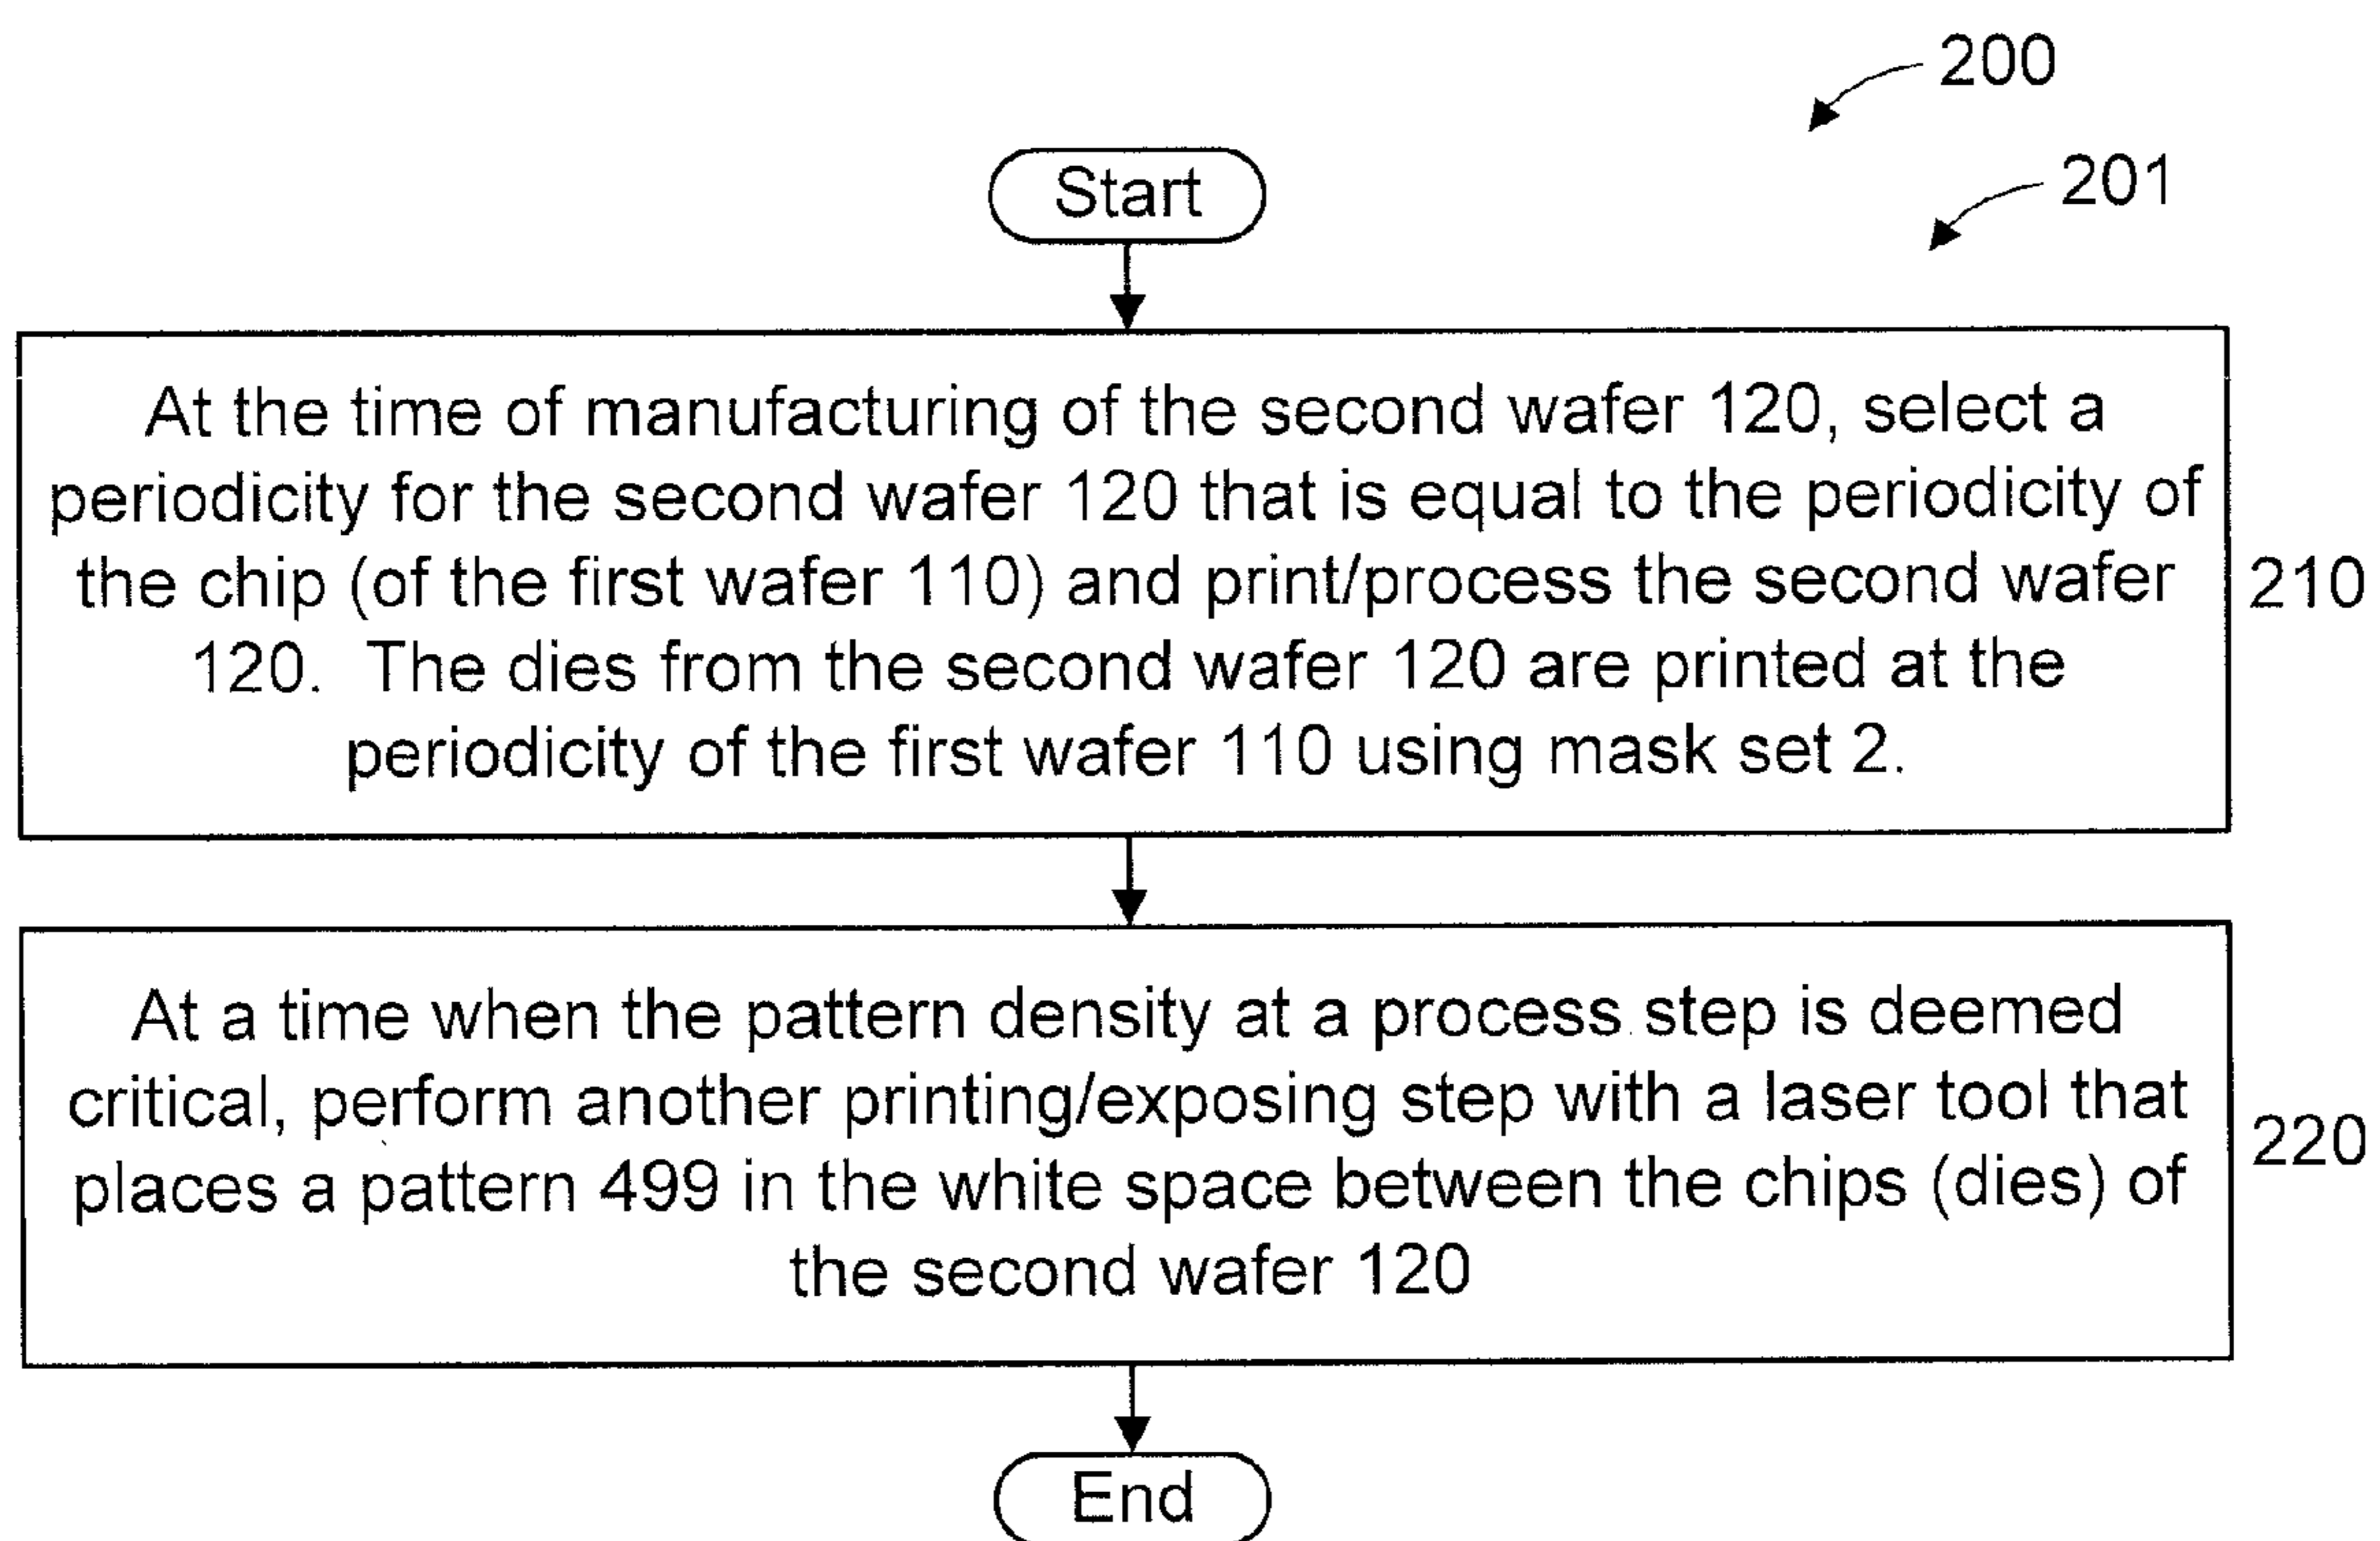 200
201
Start
At the time of manufacturing of the second wafer 120, select a
periodicity for the second wafer 120 that is equal to the periodicity of
the chip (of the first wafer 110) and print/process the second wafer
120. The dies from the second wafer 120 are printed at the
periodicity of the first wafer 110 using mask set 2.
210
At a time when the pattern density at a process step is deemed
critical, perform another printing/exposing step with a laser tool that
places a pattern 499 in the white space between the chips (dies) of
the second wafer 120
220
End